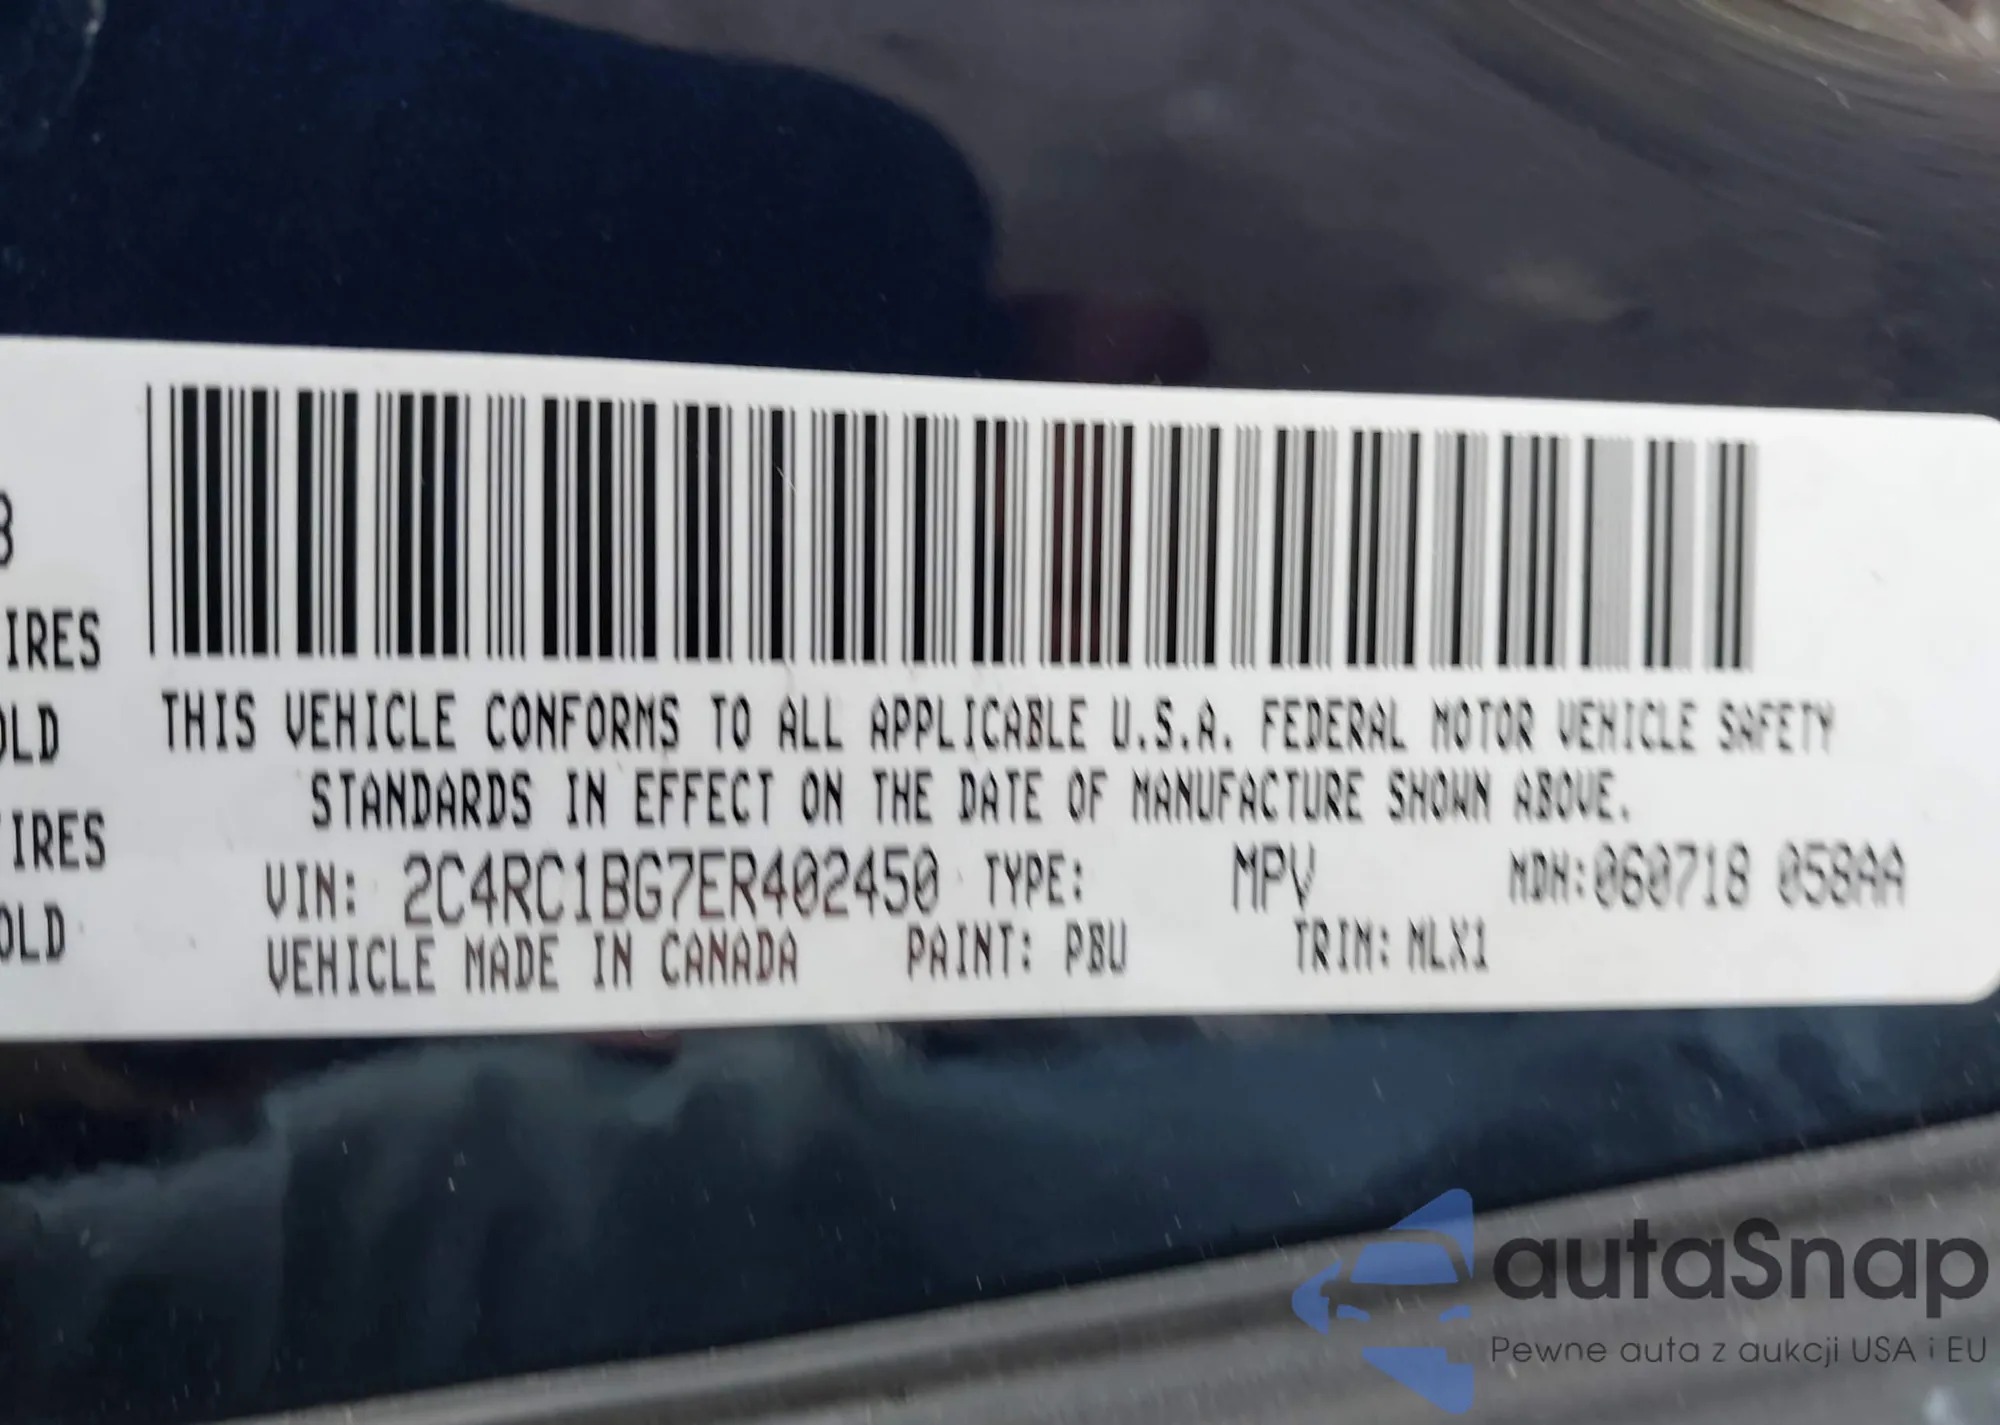 8
IRES
OLD
IRES
OLD
THIS VEHICLE CONFORMS TO ALL APPLICABLE U.S.A. FEDERAL MOTOR VEHICLE SAFETY
STANDARDS IN EFFECT ON THE DATE OF MANUFACTURE SHOWN ABOVE.
VIN: 2C4RC1BG7ER402450 TYPE: MPV MDH:060718 058AA
VEHICLE MADE IN CANADA PAINT: PBU TRIM: MLX1
autaSnap
Pewne auta z aukcji USA i EU